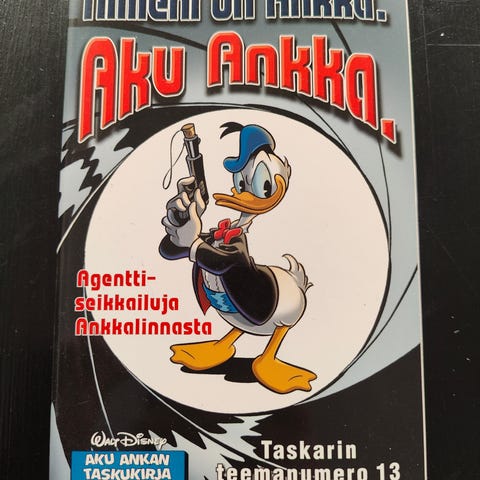 Nimeni on Ankka.
Aku Ankka.
Agentti-
seikkailuja
Ankkalinnasta
Walt Disney
AKU ANKAN
TASKUKIRJA
Taskarin
teemanumero 13